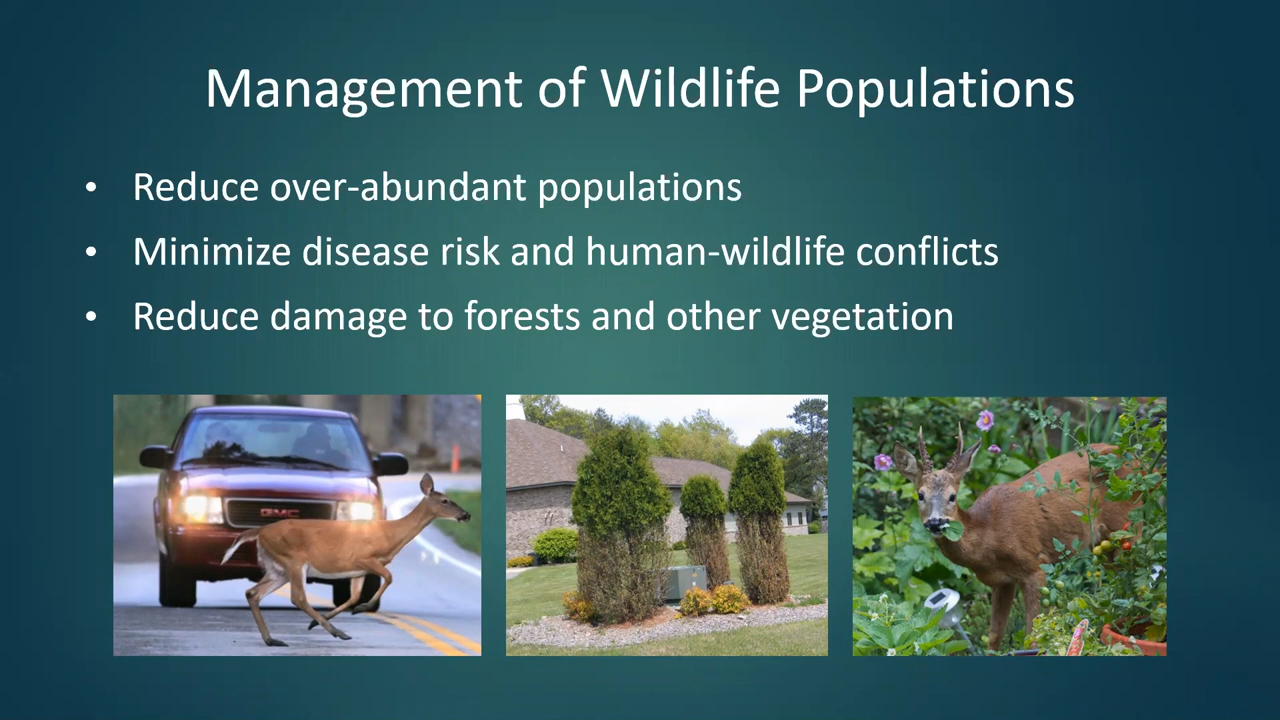 Management of Wildlife Populations
• Reduce over-abundant populations
• Minimize disease risk and human-wildlife conflicts
• Reduce damage to forests and other vegetation
GMC